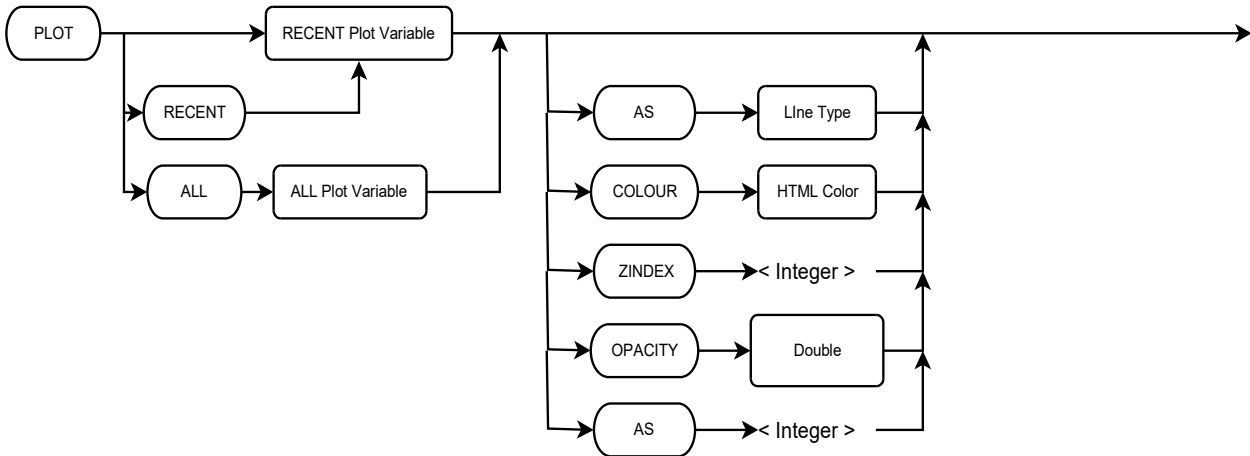 PLOT
RECENT Plot Variable
RECENT
ALL
ALL Plot Variable
AS
LIne Type
COLOUR
HTML Color
ZINDEX
< Integer >
OPACITY
Double
AS
< Integer >